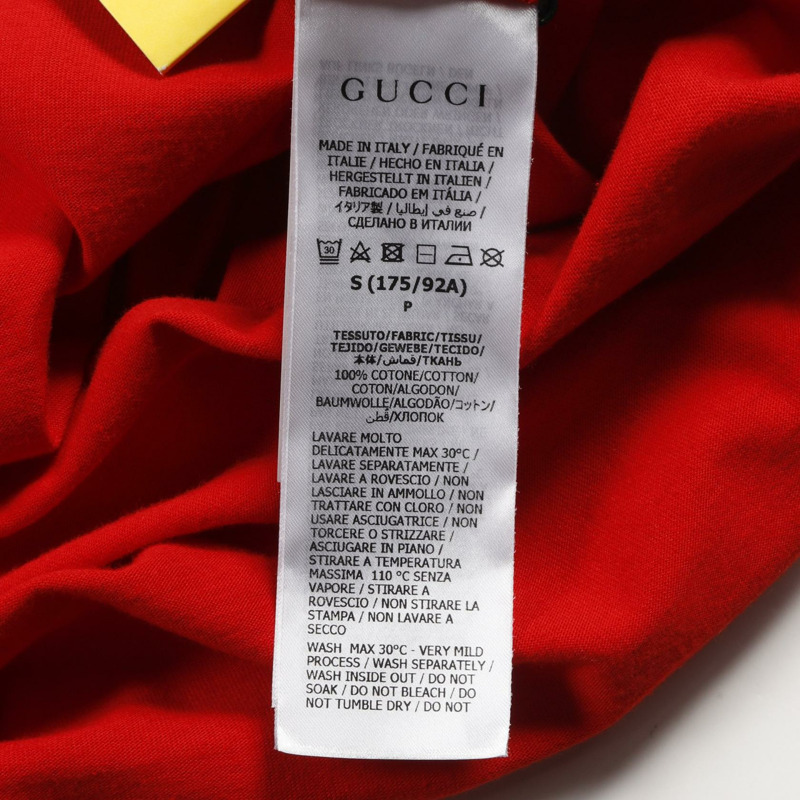 GUCCI
MADE IN ITALY / FABRIQUÉ EN
ITALIE / HECHO EN ITALIA /
HERGESTELLT IN ITALIEN /
FABRICADO EM ITÁLIA /
イタリア製 / صنع في إيطاليا /
СДЕЛАНО В ИТАЛИИ
30
S (175/92A)
P
TESSUTO/FABRIC/TISSU/
TEJIDO/GEWEBE/TECIDO/
本体/قماش/ТКАНЬ
100% COTONE/COTTON/
COTON/ALGODON/
BAUMWOLLE/ALGODÃO/コットン/
قُطن/ХЛОПОК
LAVARE MOLTO
DELICATAMENTE MAX 30°C /
LAVARE SEPARATAMENTE /
LAVARE A ROVESCIO / NON
LASCIARE IN AMMOLLO / NON
TRATTARE CON CLORO / NON
USARE ASCIUGATRICE / NON
TORCERE O STRIZZARE /
ASCIUGARE IN PIANO /
STIRARE A TEMPERATURA
MASSIMA 110 °C SENZA
VAPORE / STIRARE A
ROVESCIO / NON STIRARE LA
STAMPA / NON LAVARE A
SECCO
WASH MAX 30°C - VERY MILD
PROCESS / WASH SEPARATELY /
WASH INSIDE OUT / DO NOT
SOAK / DO NOT BLEACH / DO
NOT TUMBLE DRY / DO NOT